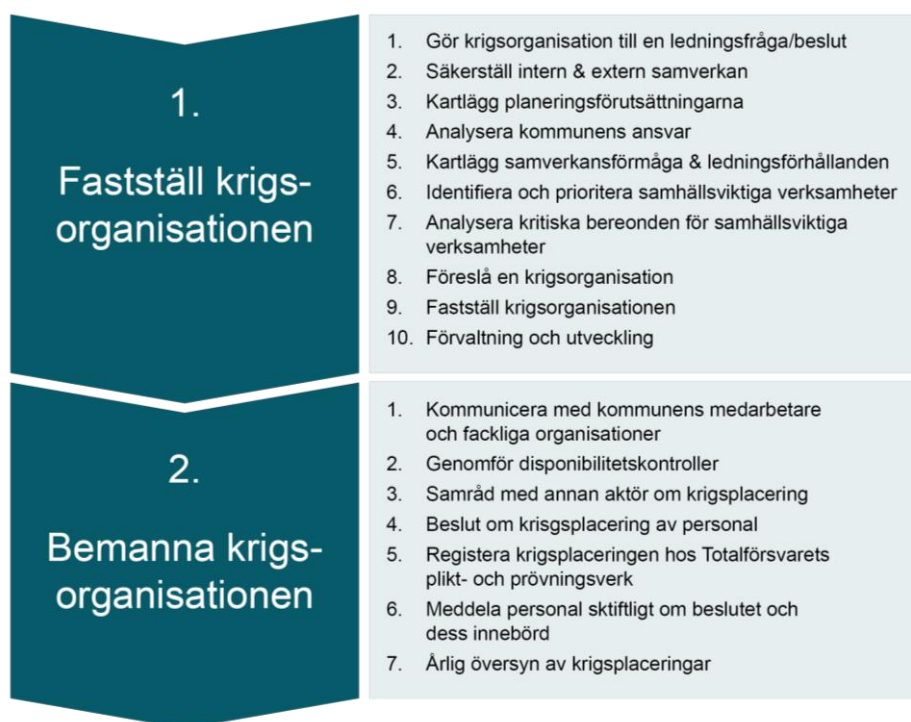 1.
Fastställ krigs-
organisationen
1. Gör krigsorganisation till en ledningsfråga/beslut
2. Säkerställ intern & extern samverkan
3. Kartlägg planeringsförutsättningarna
4. Analysera kommunens ansvar
5. Kartlägg samverkansförmåga & ledningsförhållanden
6. Identifiera och prioritera samhällsviktiga verksamheter
7. Analysera kritiska bereonden för samhällsviktiga
verksamheter
8. Föreslå en krigsorganisation
9. Fastställ krigsorganisationen
10. Förvaltning och utveckling
2.
Bemanna krigs-
organisationen
1. Kommunicera med kommunens medarbetare
och fackliga organisationer
2. Genomför disponibilitetskontroller
3. Samråd med annan aktör om krigsplacering
4. Beslut om krisgsplacering av personal
5. Registera krigsplaceringen hos Totalförsvarets
plikt- och prövningsverk
6. Meddela personal sktiftligt om beslutet och
dess innebörd
7. Årlig översyn av krigsplaceringar